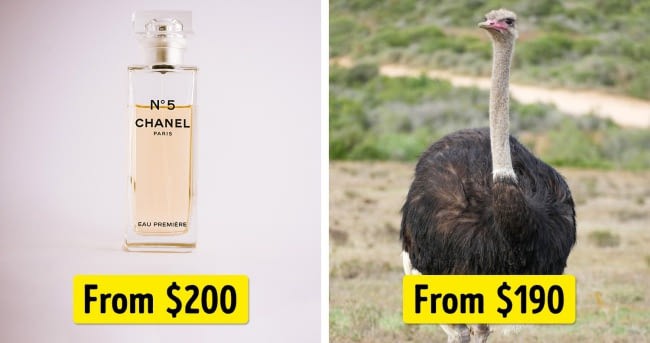 N°5
CHANEL
PARIS
EAU PREMIÈRE
From $200
From $190